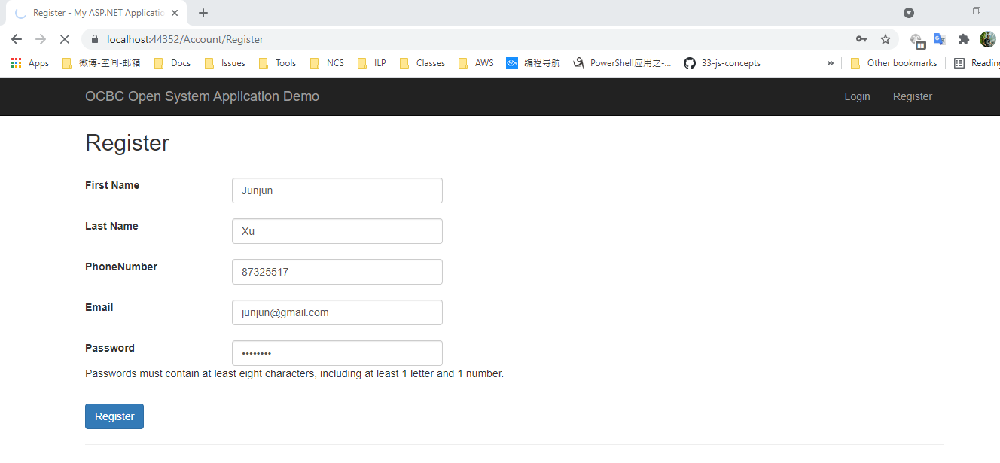 Register - My ASP.NET Applicatio
localhost:44352/Account/Register
Apps 微博-空间-邮箱 Docs Issues Tools NCS ILP Classes AWS 编程导航 PowerShell应用之-... 33-js-concepts » Other bookmarks Reading
OCBC Open System Application Demo Login Register
Register
First Name Junjun
Last Name Xu
PhoneNumber 87325517
Email junjun@gmail.com
Password ••••••••
Passwords must contain at least eight characters, including at least 1 letter and 1 number.
Register